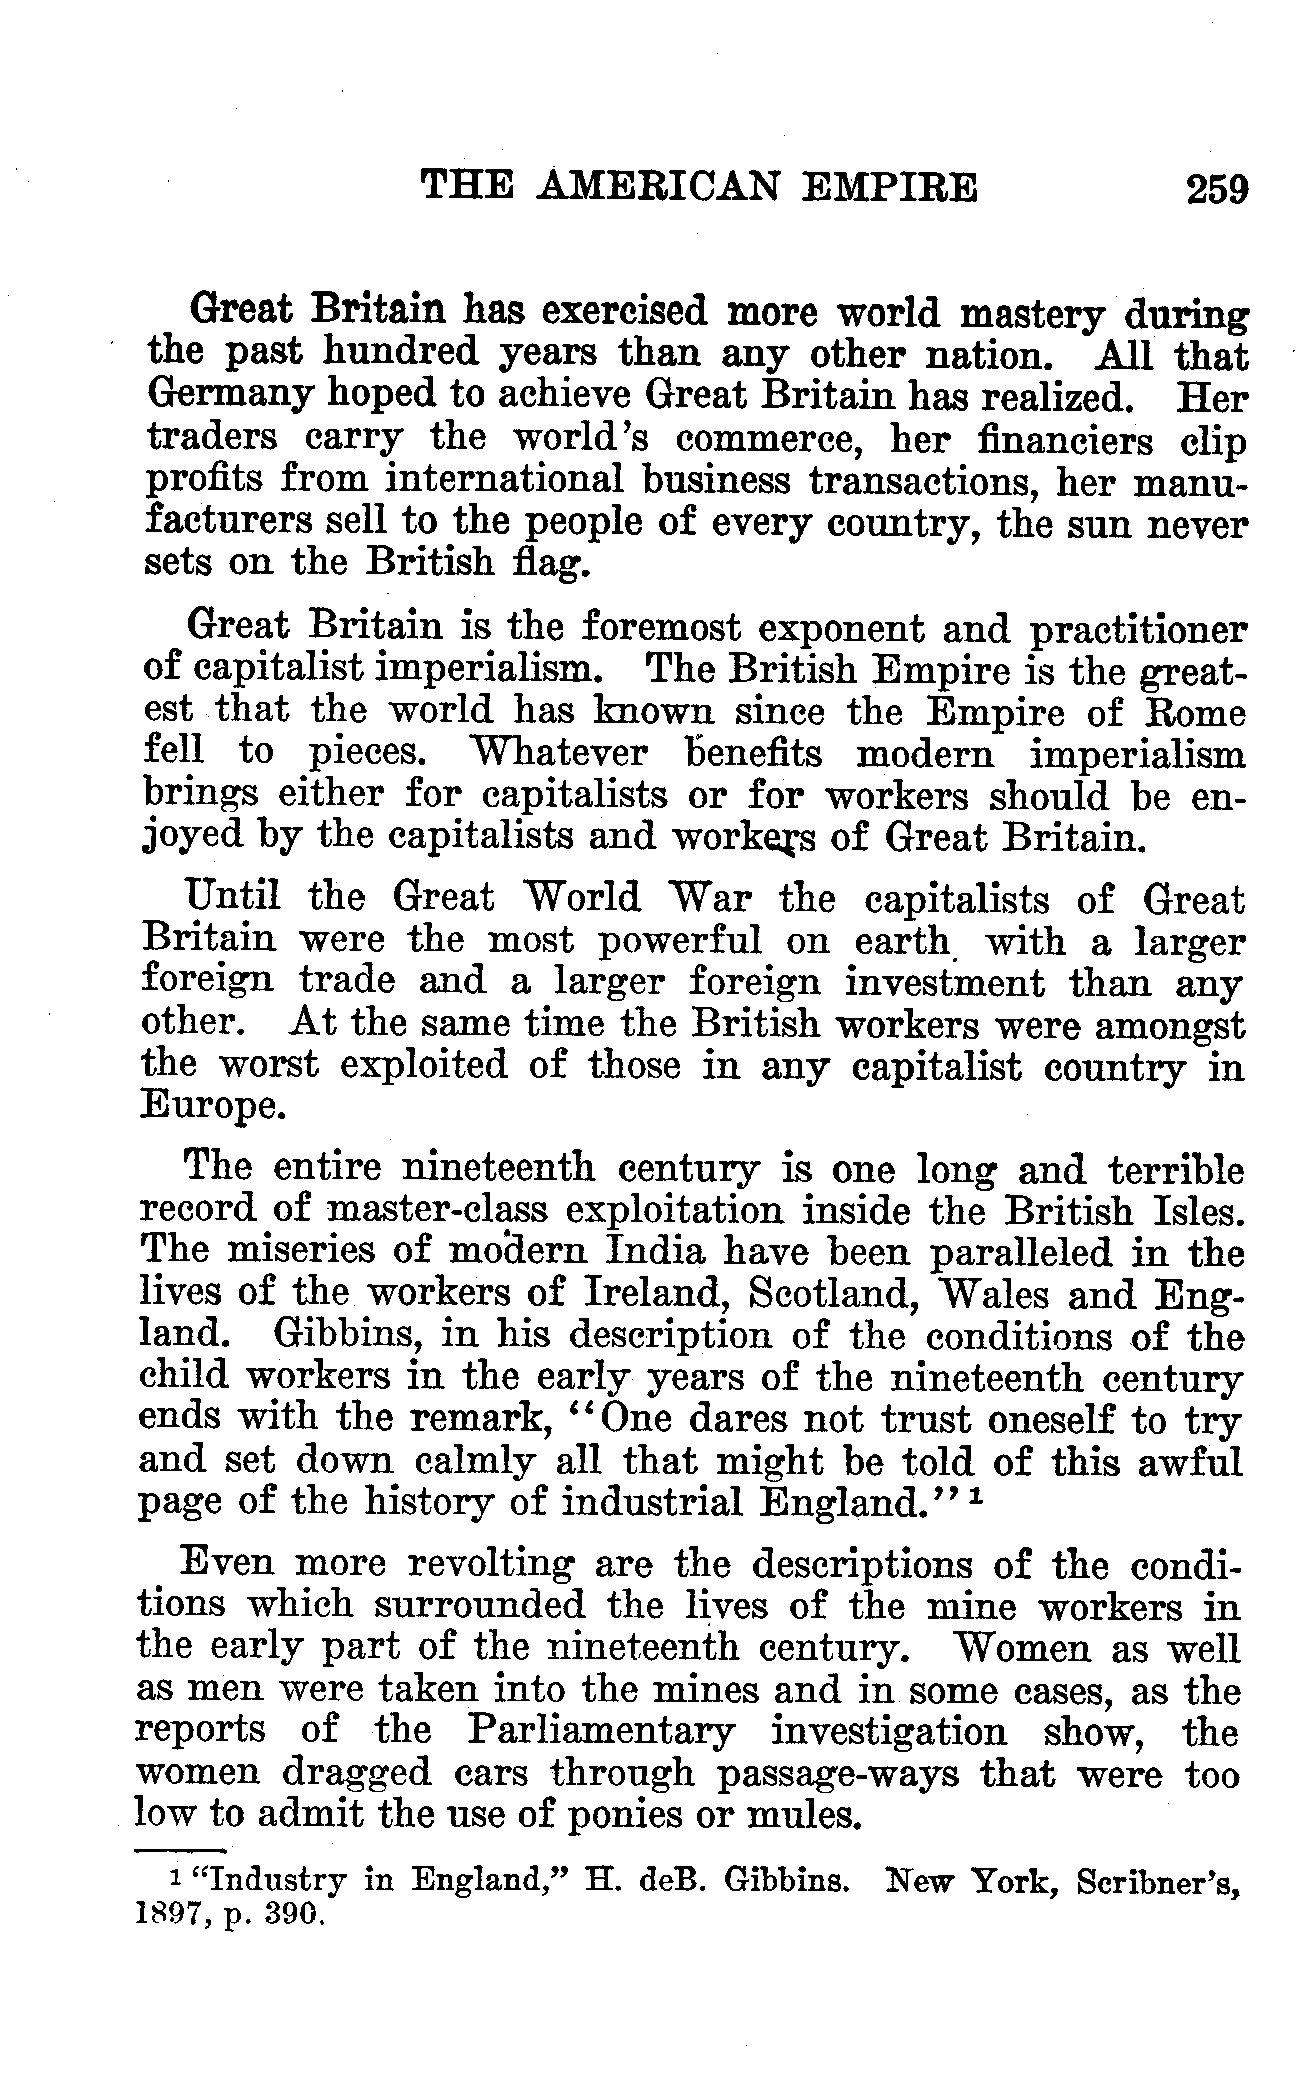 THE AMERICAN EMPIRE 259
Great Britain has exercised more world mastery during
the past hundred years than any other nation. All that
Germany hoped to achieve Great Britain has realized. Her
traders carry the world's commerce, her financiers clip
profits from international business transactions, her manu-
facturers sell to the people of every country, the sun never
sets on the British flag.
Great Britain is the foremost exponent and practitioner
of capitalist imperialism. The British Empire is the great-
est that the world has known since the Empire of Rome
fell to pieces. Whatever benefits modern imperialism
brings either for capitalists or for workers should be en-
joyed by the capitalists and workers of Great Britain.
Until the Great World War the capitalists of Great
Britain were the most powerful on earth with a larger
foreign trade and a larger foreign investment than any
other. At the same time the British workers were amongst
the worst exploited of those in any capitalist country in
Europe.
The entire nineteenth century is one long and terrible
record of master-class exploitation inside the British Isles.
The miseries of modern India have been paralleled in the
lives of the workers of Ireland, Scotland, Wales and Eng-
land. Gibbins, in his description of the conditions of the
child workers in the early years of the nineteenth century
ends with the remark, "One dares not trust oneself to try
and set down calmly all that might be told of this awful
page of the history of industrial England." 1
Even more revolting are the descriptions of the condi-
tions which surrounded the lives of the mine workers in
the early part of the nineteenth century. Women as well
as men were taken into the mines and in some cases, as the
reports of the Parliamentary investigation show, the
women dragged cars through passage-ways that were too
low to admit the use of ponies or mules.
1 "Industry in England," H. deB. Gibbins. New York, Scribner's,
1897, p. 390.